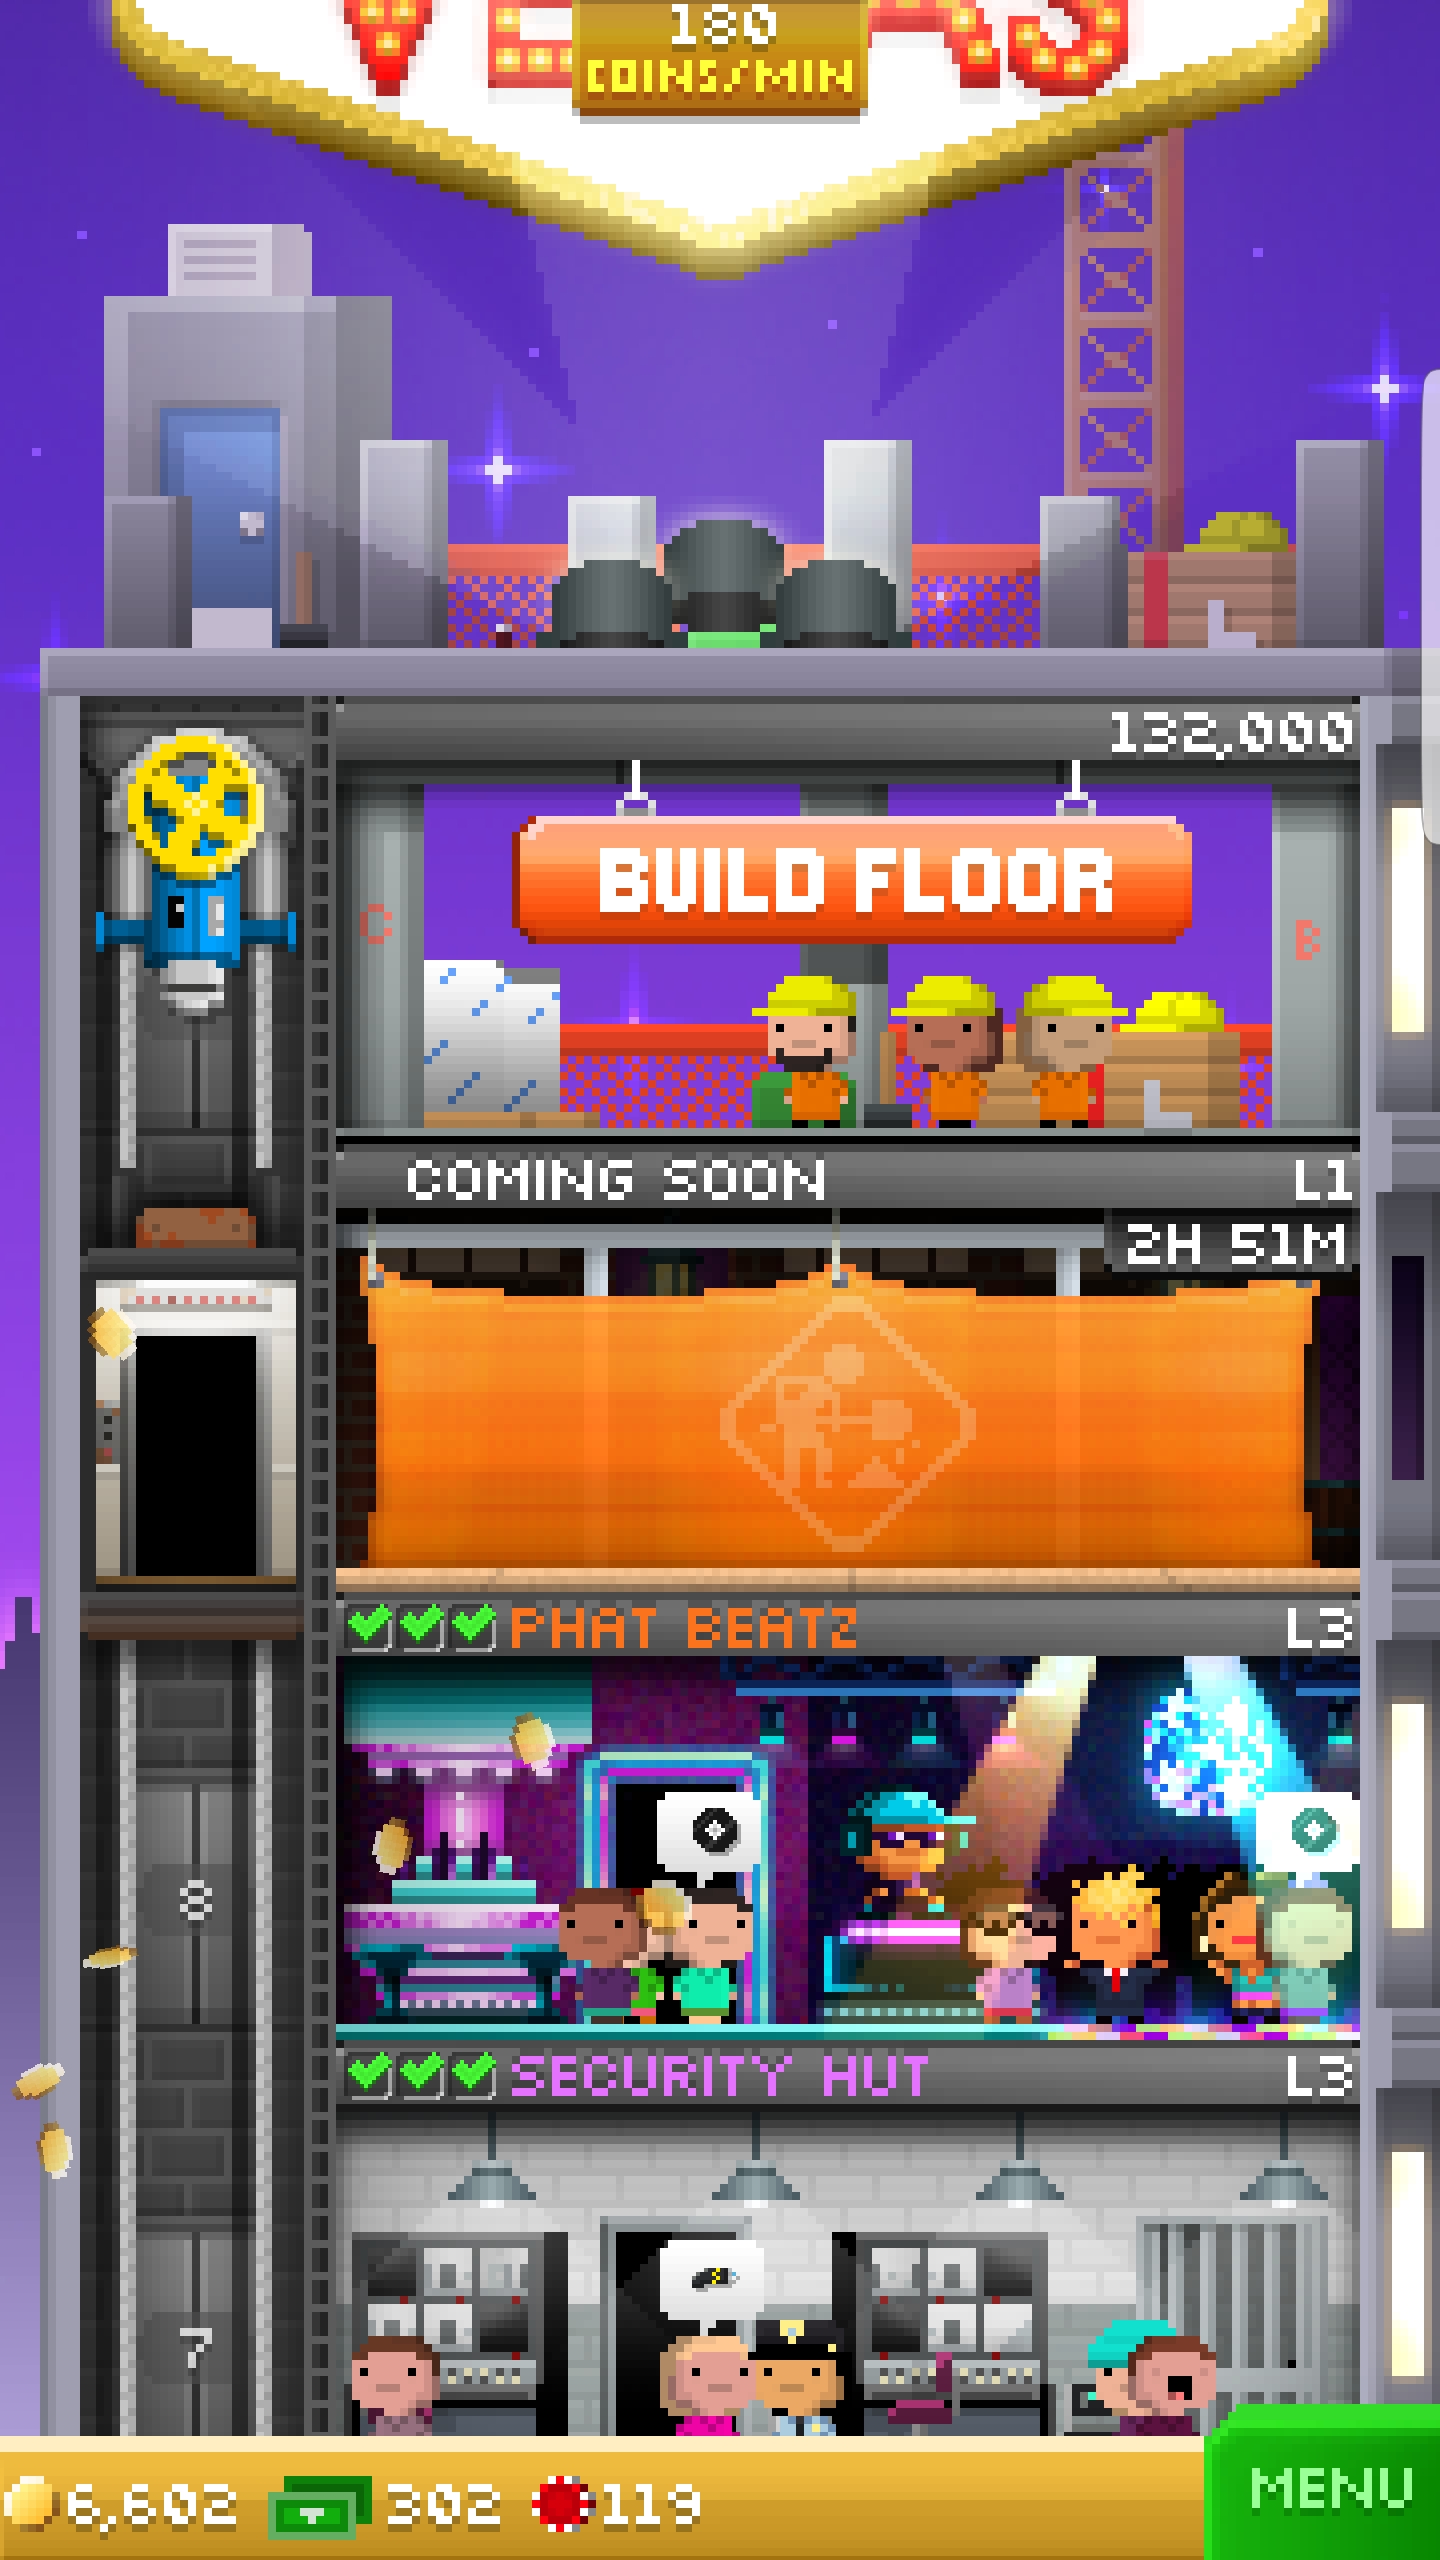 VEGAS
180
COINS/MIN
132,000
BUILD FLOOR
C
B
COMING SOON L1
2H 51M
PHAT BEATZ L3
8
SECURITY HUT L3
7
6,602 302 119
MENU